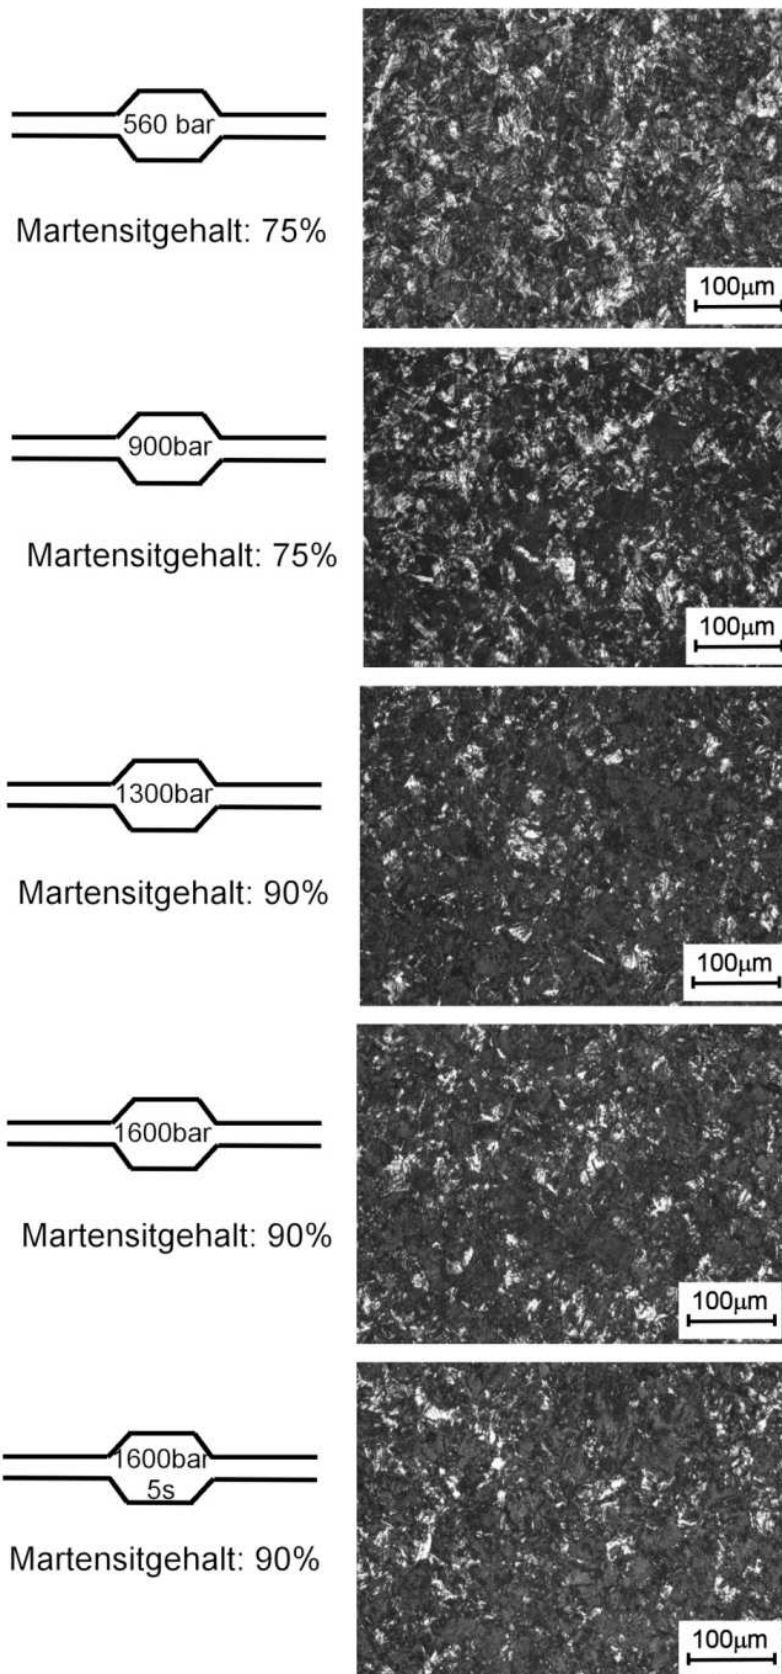 560 bar
Martensitgehalt: 75%
100µm
900bar
Martensitgehalt: 75%
100µm
1300bar
Martensitgehalt: 90%
100µm
1600bar
Martensitgehalt: 90%
100µm
1600bar
5s
Martensitgehalt: 90%
100µm